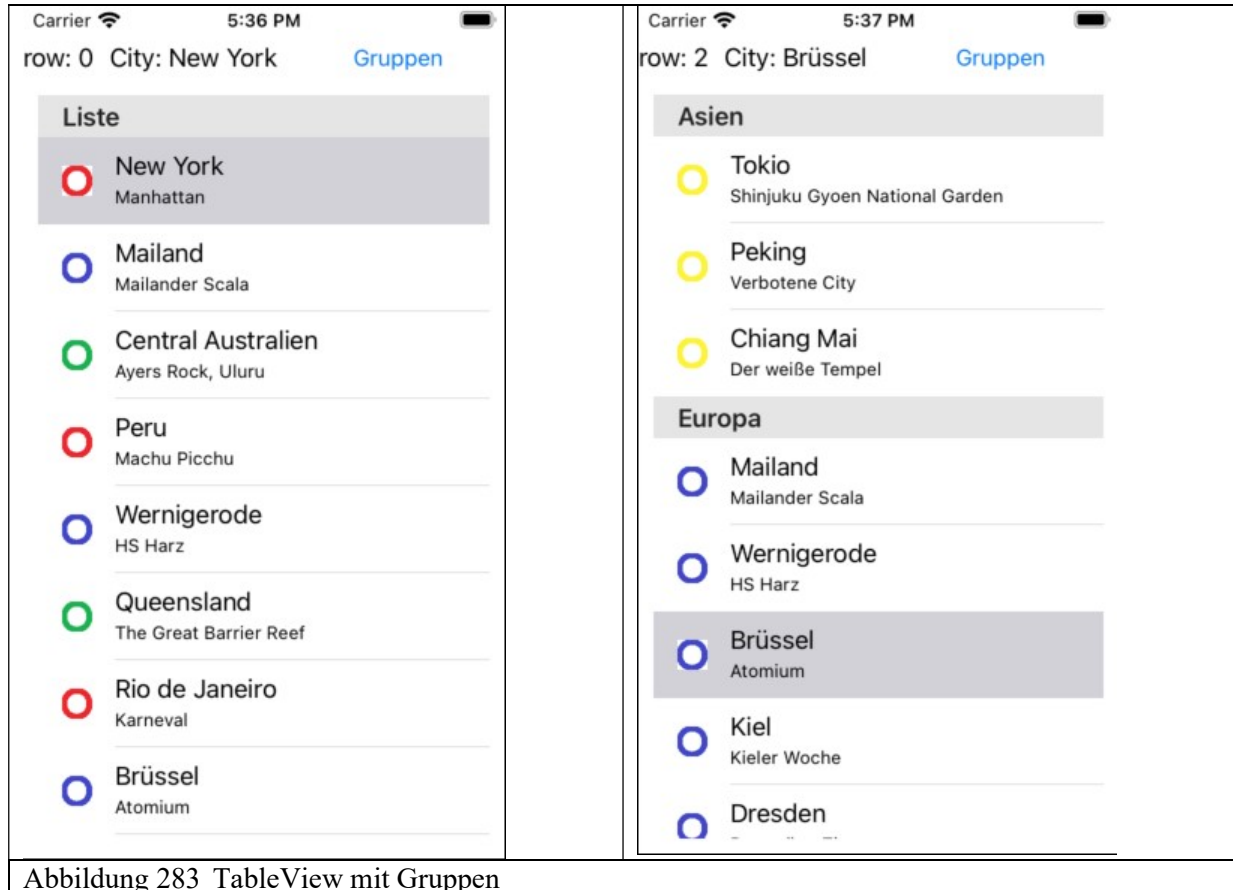 Carrier 5:36 PM
row: 0 City: New York Gruppen
Liste
New York
Manhattan
Mailand
Mailander Scala
Central Australien
Ayers Rock, Uluru
Peru
Machu Picchu
Wernigerode
HS Harz
Queensland
The Great Barrier Reef
Rio de Janeiro
Karneval
Brüssel
Atomium
Carrier 5:37 PM
row: 2 City: Brüssel Gruppen
Asien
Tokio
Shinjuku Gyoen National Garden
Peking
Verbotene City
Chiang Mai
Der weiße Tempel
Europa
Mailand
Mailander Scala
Wernigerode
HS Harz
Brüssel
Atomium
Kiel
Kieler Woche
Dresden
Abbildung 283 TableView mit Gruppen